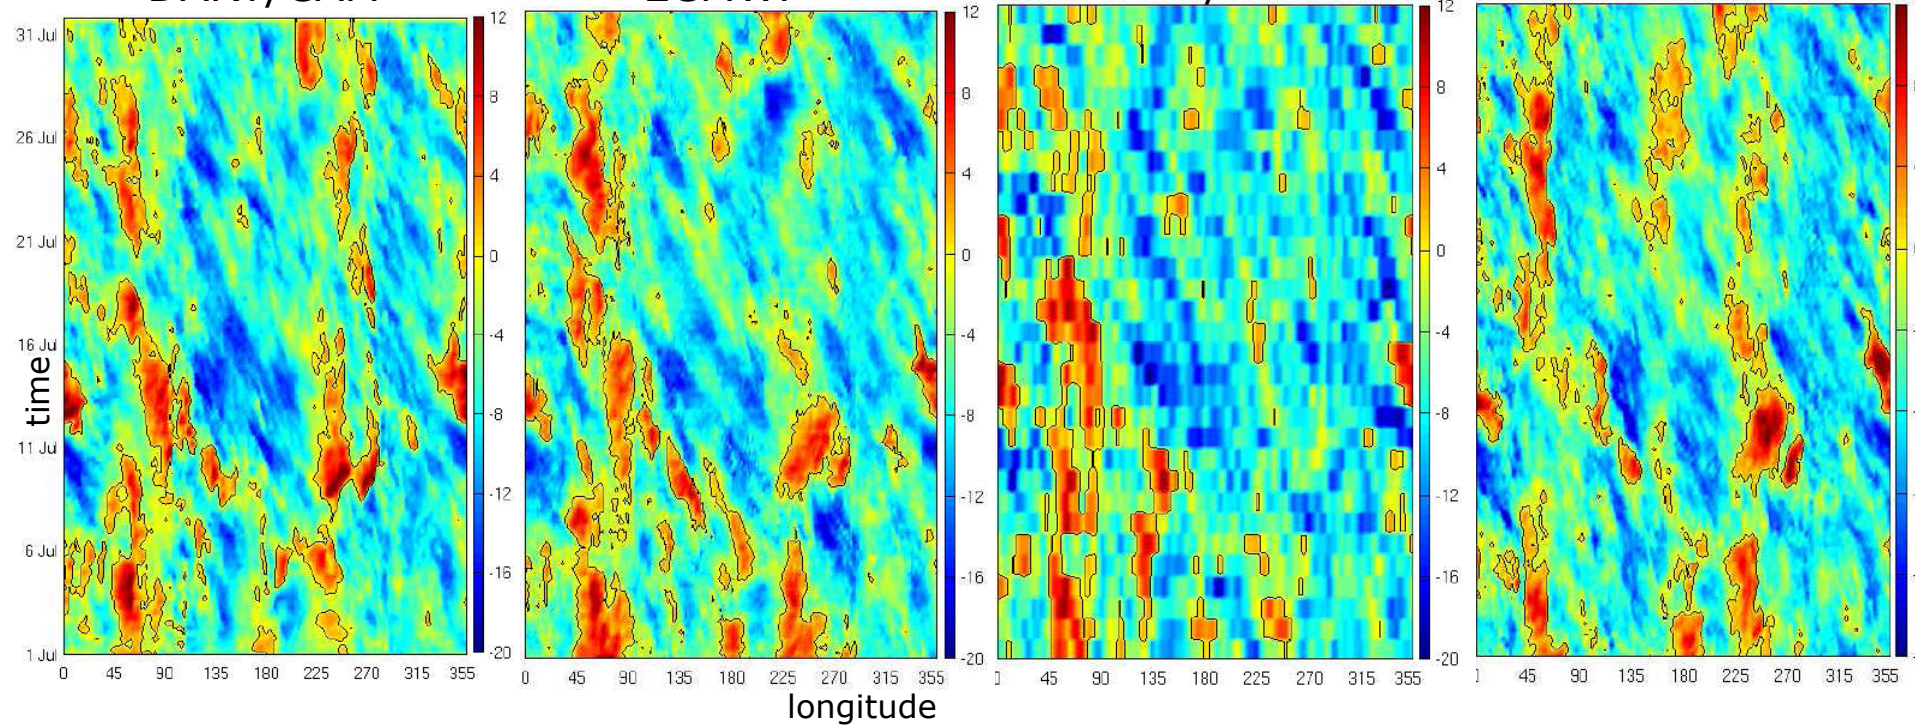 12 12 12
31 Jul
8 8 8
26 Jul
4 4 4
21 Jul
0 0 0
16 Jul
-4 -4 -4
time
-8 -8 -8
11 Jul
-12 -12 -12
6 Jul
-16 -16 -16
1 Jul
-20 -20 -20
0 45 90 135 180 225 270 315 355
0 45 90 135 180 225 270 315 355
45 90 135 180 225 270 315 355
45 90 135 180 225 270 315 355
longitude